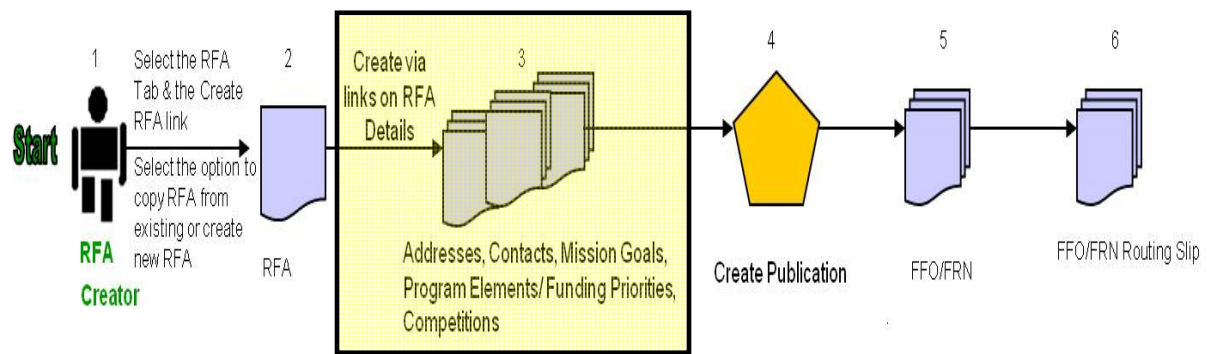 Start
1
Select the RFA
Tab & the Create
RFA link
Select the option to
copy RFA from
existing or create
new RFA
RFA
Creator
2
RFA
Create via
links on RFA
Details
3
Addresses, Contacts, Mission Goals,
Program Elements/ Funding Priorities,
Competitions
4
Create Publication
5
FFO/FRN
6
FFO/FRN Routing Slip